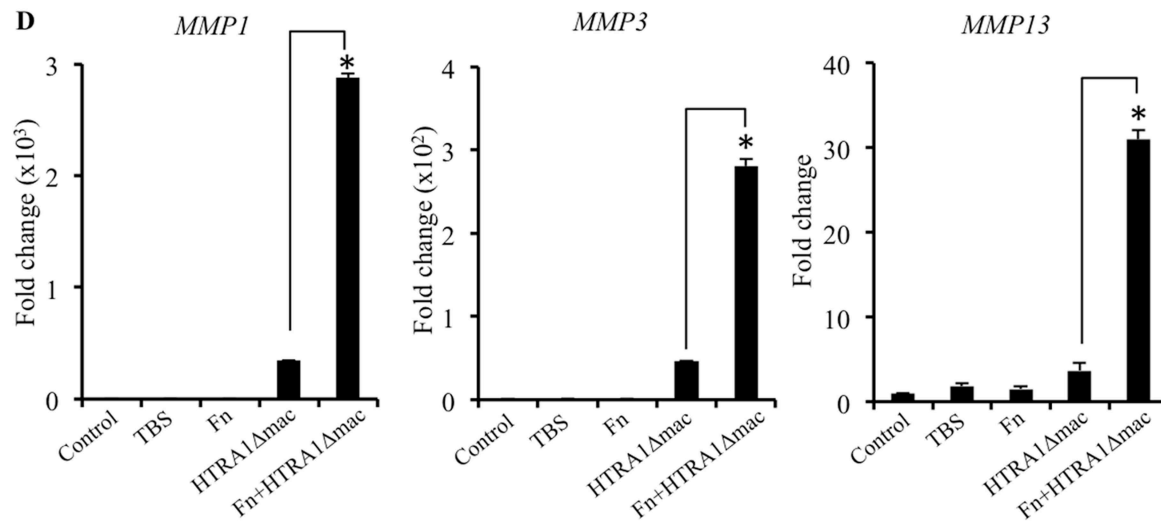 D
MMP1
Fold change (x10³)
3
2
1
0
*
Control
TBS
Fn
HTRA1Δmac
Fn+HTRA1Δmac
MMP3
Fold change (x10²)
4
3
2
1
0
*
Control
TBS
Fn
HTRA1Δmac
Fn+HTRA1Δmac
MMP13
Fold change
40
30
20
10
0
*
Control
TBS
Fn
HTRA1Δmac
Fn+HTRA1Δmac